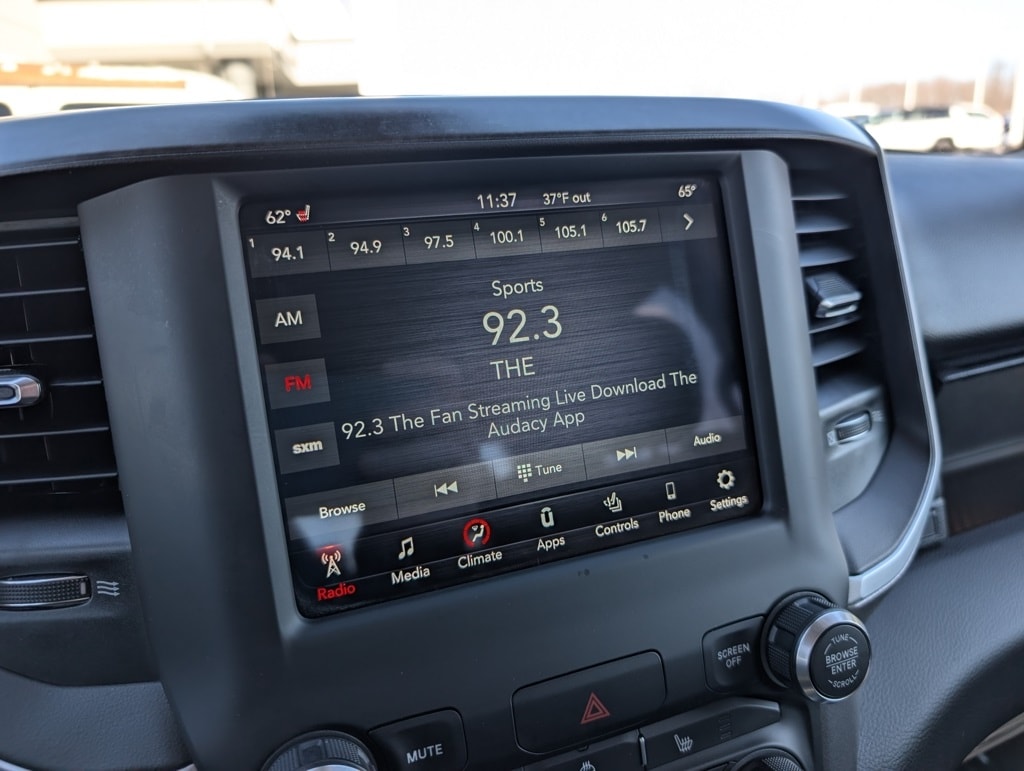 62° 11:37 37°F out 65°
1 94.1 2 94.9 3 97.5 4 100.1 5 105.1 6 105.7
Sports
AM
92.3
THE
FM
92.3 The Fan Streaming Live Download The
Audacy App
sxm
Browse Tune Audio
Radio Media Climate Apps Controls Phone Settings
SCREEN
OFF
TUNE
BROWSE
ENTER
SCROLL
MUTE